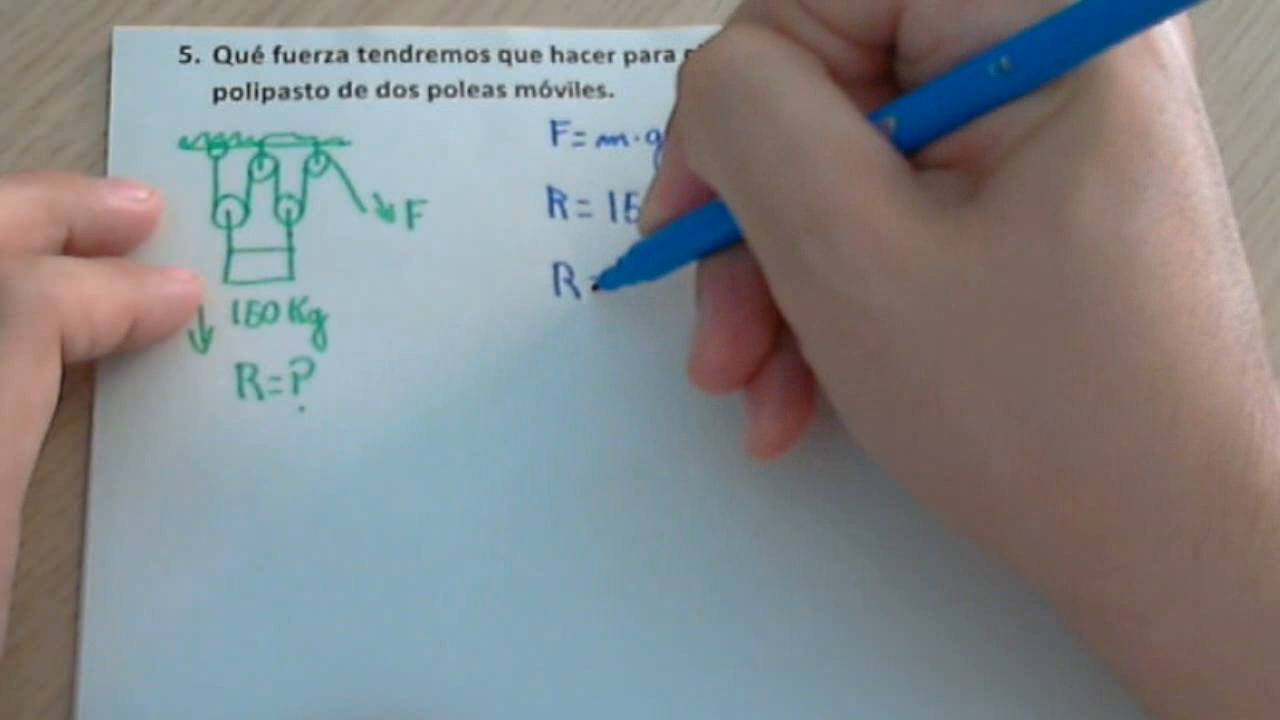 5. Qué fuerza tendremos que hacer para
polipasto de dos poleas móviles.
F= m·g
R = 15
R =
F
150 Kg
R=?